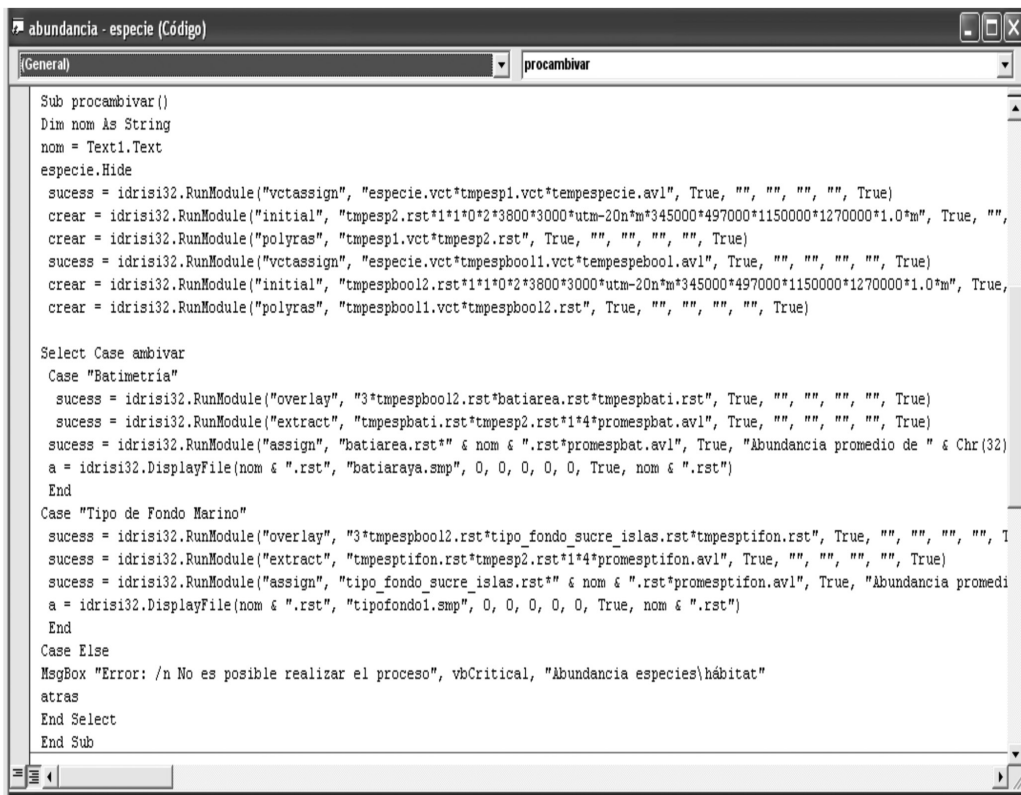 abundancia - especie (Código)
(General) procambivar
Sub procambivar()
Dim nom As String
nom = Text1.Text
especie.Hide
sucess = idrisi32.RunModule("vctassign", "especie.vct*tmpesp1.vct*tempespecie.avl", True, "", "", "", "", True)
crear = idrisi32.RunModule("initial", "tmpesp2.rst*1*1*0*2*3800*3000*utm-20n*m*345000*497000*1150000*1270000*1.0*m", True, "",
crear = idrisi32.RunModule("polyras", "tmpesp1.vct*tmpesp2.rst", True, "", "", "", "", True)
sucess = idrisi32.RunModule("vctassign", "especie.vct*tmpespbool1.vct*tempespebool.avl", True, "", "", "", "", True)
crear = idrisi32.RunModule("initial", "tmpespbool2.rst*1*1*0*2*3800*3000*utm-20n*m*345000*497000*1150000*1270000*1.0*m", True,
crear = idrisi32.RunModule("polyras", "tmpespbool1.vct*tmpespbool2.rst", True, "", "", "", "", True)
Select Case ambivar
Case "Batimetría"
sucess = idrisi32.RunModule("overlay", "3*tmpespbool2.rst*batiarea.rst*tmpespbati.rst", True, "", "", "", "", True)
sucess = idrisi32.RunModule("extract", "tmpespbati.rst*tmpesp2.rst*1*4*promespbat.avl", True, "", "", "", "", True)
sucess = idrisi32.RunModule("assign", "batiarea.rst*" & nom & ".rst*promespbat.avl", True, "Abundancia promedio de " & Chr(32)
a = idrisi32.DisplayFile(nom & ".rst", "batiaraya.smp", 0, 0, 0, 0, 0, True, nom & ".rst")
End
Case "Tipo de Fondo Marino"
sucess = idrisi32.RunModule("overlay", "3*tmpespbool2.rst*tipo_fondo_sucre_islas.rst*tmpesptifon.rst", True, "", "", "", "", T
sucess = idrisi32.RunModule("extract", "tmpesptifon.rst*tmpesp2.rst*1*4*promesptifon.avl", True, "", "", "", "", True)
sucess = idrisi32.RunModule("assign", "tipo_fondo_sucre_islas.rst*" & nom & ".rst*promesptifon.avl", True, "Abundancia promedi
a = idrisi32.DisplayFile(nom & ".rst", "tipofondo1.smp", 0, 0, 0, 0, 0, True, nom & ".rst")
End
Case Else
MsgBox "Error: /n No es posible realizar el proceso", vbCritical, "Abundancia especies\hábitat"
atras
End Select
End Sub